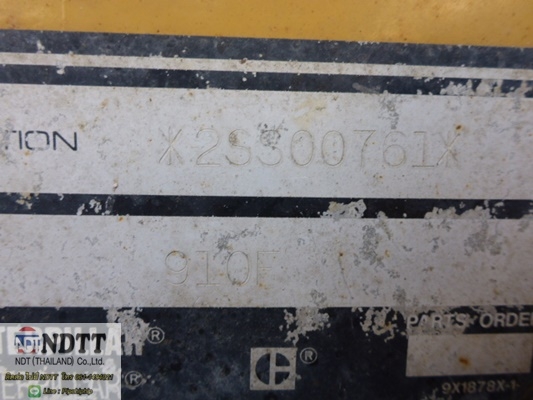 TION X2SS00761X
910F
PARTS ORDER
9X1878X-1
NDTT
NDT (THAILAND) Co.,Ltd.